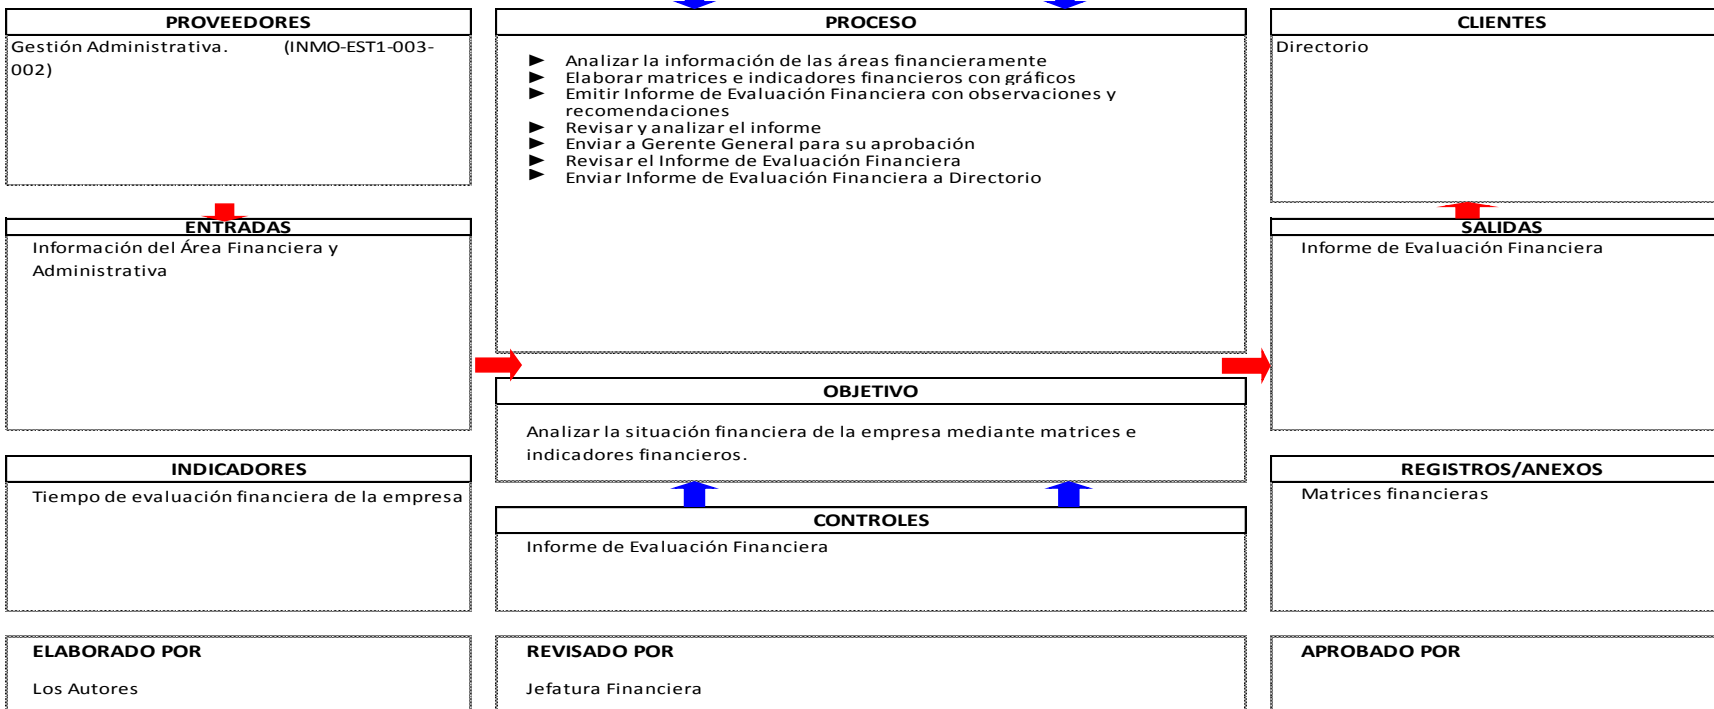 PROVEEDORES
Gestión Administrativa. (INMO-EST1-003-
002)
PROCESO
► Analizar la información de las áreas financieramente
► Elaborar matrices e indicadores financieros con gráficos
► Emitir Informe de Evaluación Financiera con observaciones y
recomendaciones
► Revisar y analizar el informe
► Enviar a Gerente General para su aprobación
► Revisar el Informe de Evaluación Financiera
► Enviar Informe de Evaluación Financiera a Directorio
CLIENTES
Directorio
ENTRADAS
Información del Área Financiera y
Administrativa
SALIDAS
Informe de Evaluación Financiera
OBJETIVO
Analizar la situación financiera de la empresa mediante matrices e
indicadores financieros.
INDICADORES
Tiempo de evaluación financiera de la empresa
CONTROLES
Informe de Evaluación Financiera
REGISTROS/ANEXOS
Matrices financieras
ELABORADO POR
Los Autores
REVISADO POR
Jefatura Financiera
APROBADO POR